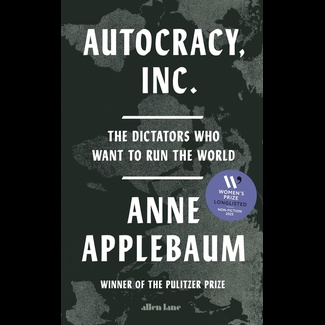 AUTOCRACY,
INC.
THE DICTATORS WHO
WANT TO RUN THE WORLD
ANNE
APPLEBAUM
WINNER OF THE PULITZER PRIZE
W
WOMEN'S
PRIZE
LONGLISTED
NON-FICTION
2025
allen lane